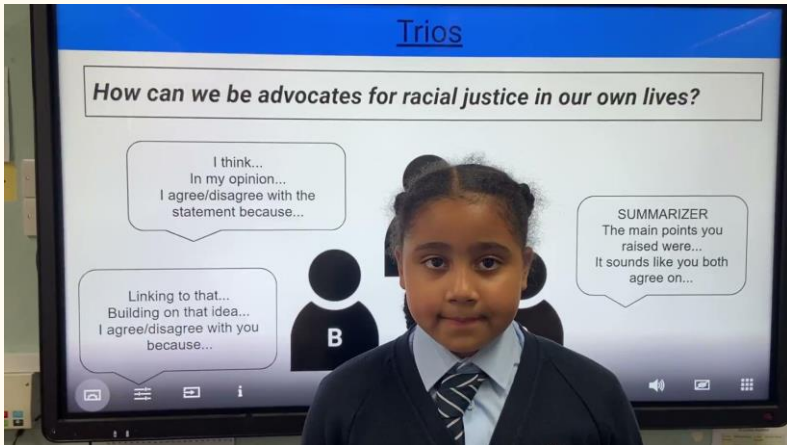 Trios
How can we be advocates for racial justice in our own lives?
I think...
In my opinion...
I agree/disagree with the
statement because...
Linking to that...
Building on that idea...
I agree/disagree with you
because...
B
SUMMARIZER
The main points you
raised were...
It sounds like you both
agree on...